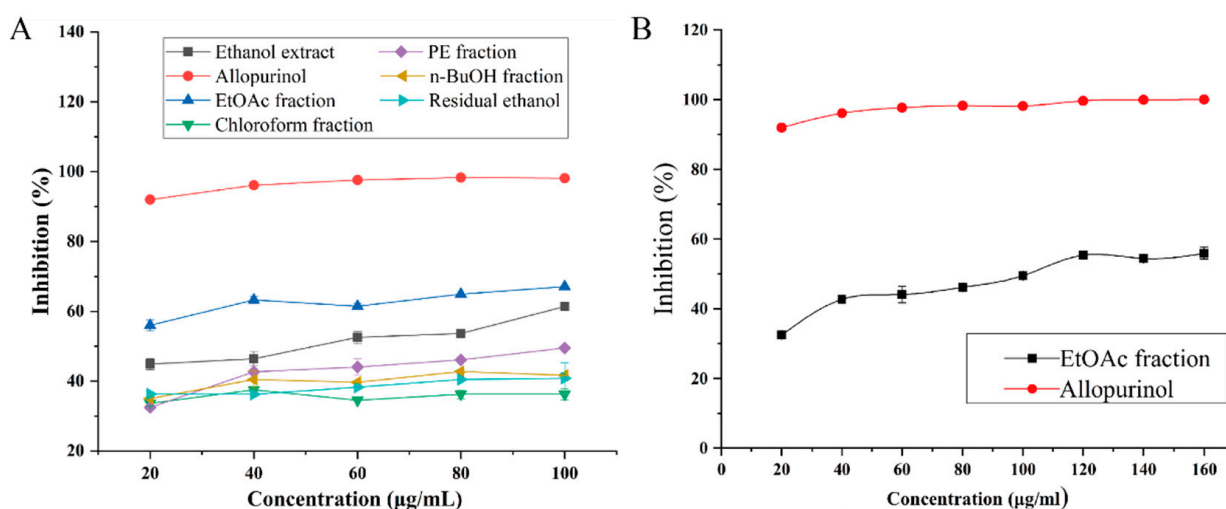 A
Ethanol extract
PE fraction
Allopurinol
n-BuOH fraction
EtOAc fraction
Residual ethanol
Chloroform fraction
140
120
100
80
60
40
20
Inhibition (%)
20 40 60 80 100
Concentration (µg/mL)
B
120
100
80
60
40
20
0
Inhibition (%)
EtOAc fraction
Allopurinol
20 40 60 80 100 120 140 160
Concentration (µg/ml)